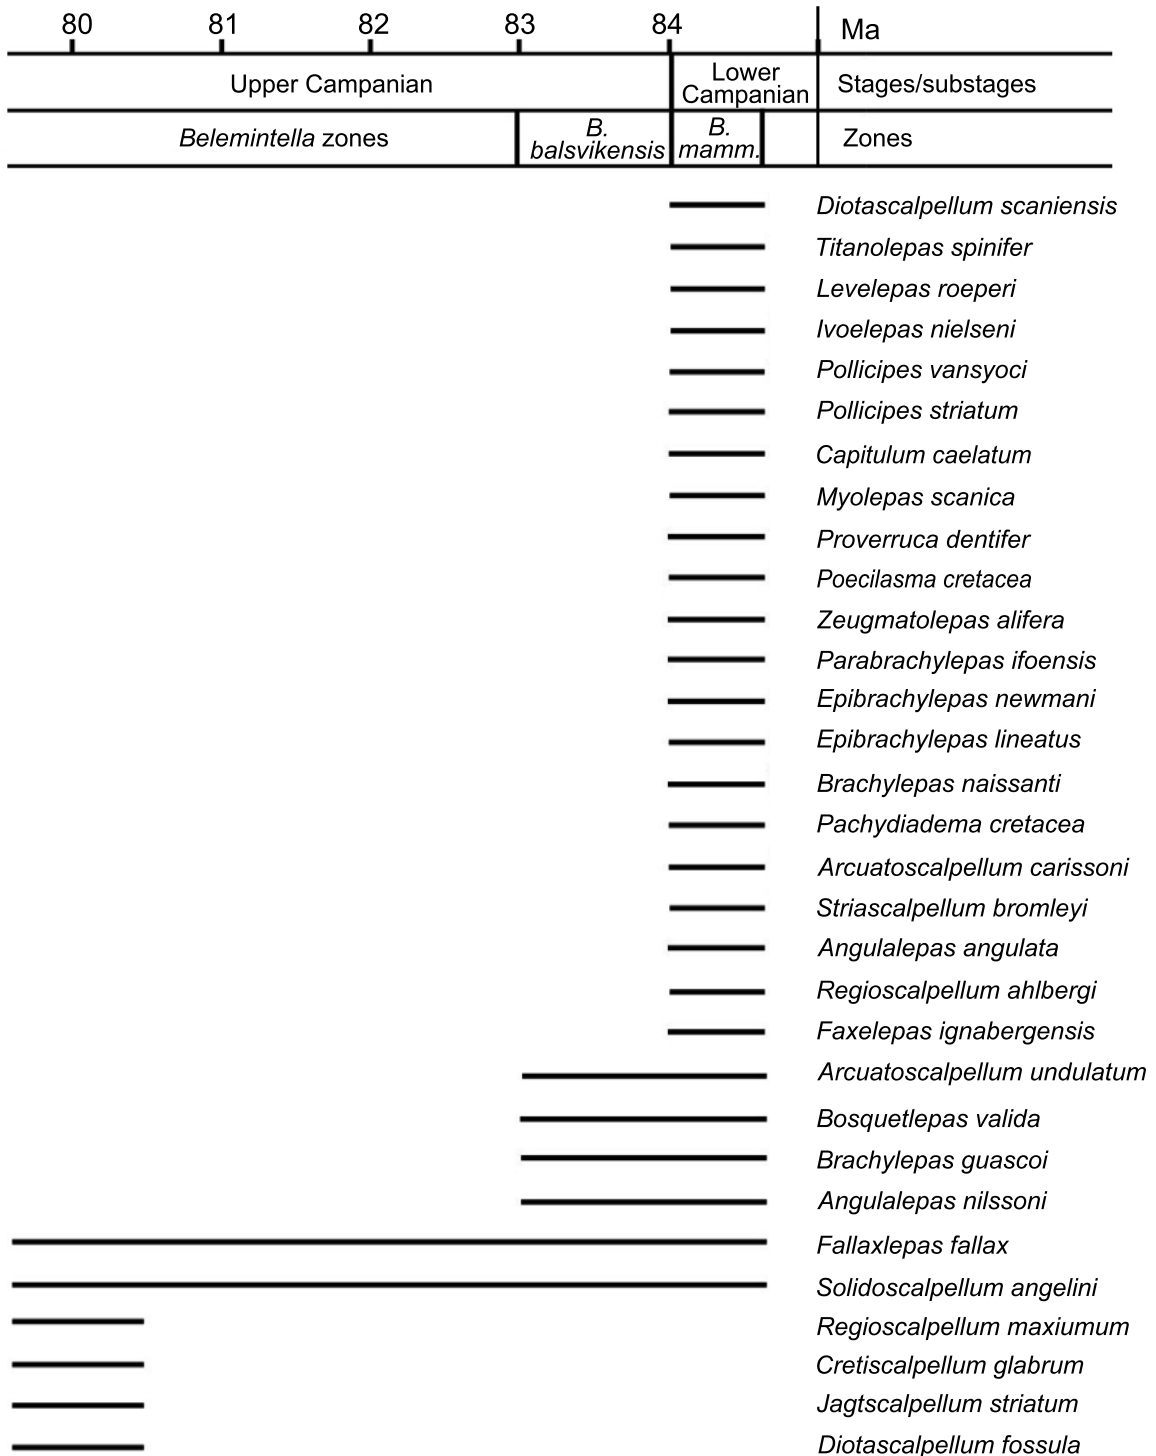 80 81 82 83 84 Ma
Upper Campanian
Lower
Campanian
Stages/substages
Belemintella zones
B.
balsvikensis
B.
mamm.
Zones
Diotascalpellum scaniensis
Titanolepas spinifer
Levelepas roeperi
Ivoelepas nielseni
Pollicipes vansyoci
Pollicipes striatum
Capitulum caelatum
Myolepas scanica
Proverruca dentifer
Poecilasma cretacea
Zeugmatolepas alifera
Parabrachylepas ifoensis
Epibrachylepas newmani
Epibrachylepas lineatus
Brachylepas naissanti
Pachydiadema cretacea
Arcuatoscalpellum carissoni
Striascalpellum bromleyi
Angulalepas angulata
Regioscalpellum ahlbergi
Faxelepas ignabergensis
Arcuatoscalpellum undulatum
Bosquetlepas valida
Brachylepas guascoi
Angulalepas nilssoni
Fallaxlepas fallax
Solidoscalpellum angelini
Regioscalpellum maxiumum
Cretiscalpellum glabrum
Jagtscalpellum striatum
Diotascalpellum fossula